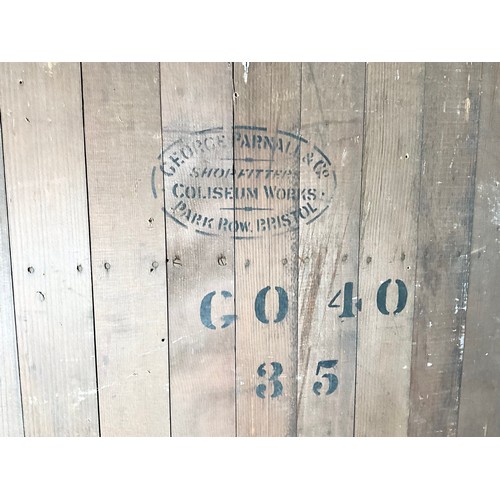 GEORGE PARNALL & Co
SHOPFITTERS
COLISEUM WORKS.
PARK ROW. BRISTOL
GO 40
35